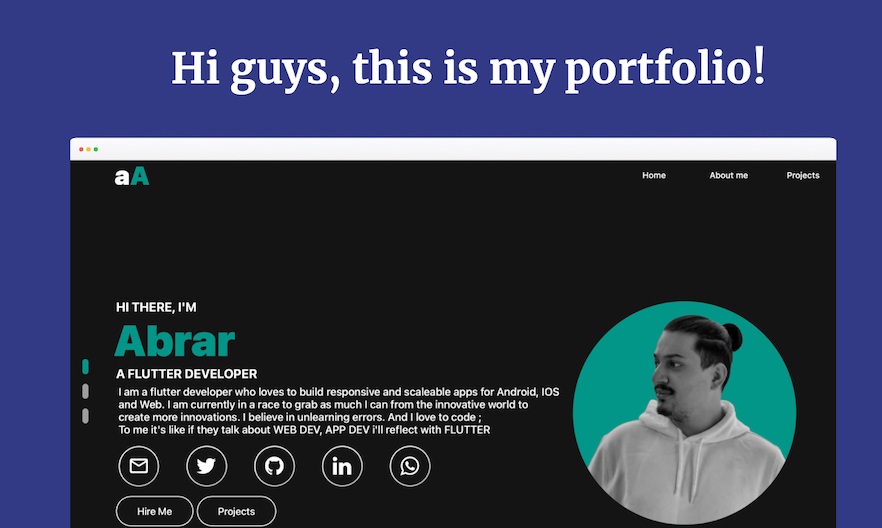 Hi guys, this is my portfolio!
aA
Home About me Projects
HI THERE, I'M
Abrar
A FLUTTER DEVELOPER
I am a flutter developer who loves to build responsive and scaleable apps for Android, IOS
and Web. I am currently in a race to grab as much I can from the innovative world to
create more innovations. I believe in unlearning errors. And I love to code ;
To me it's like if they talk about WEB DEV, APP DEV i'll reflect with FLUTTER
in
Hire Me Projects